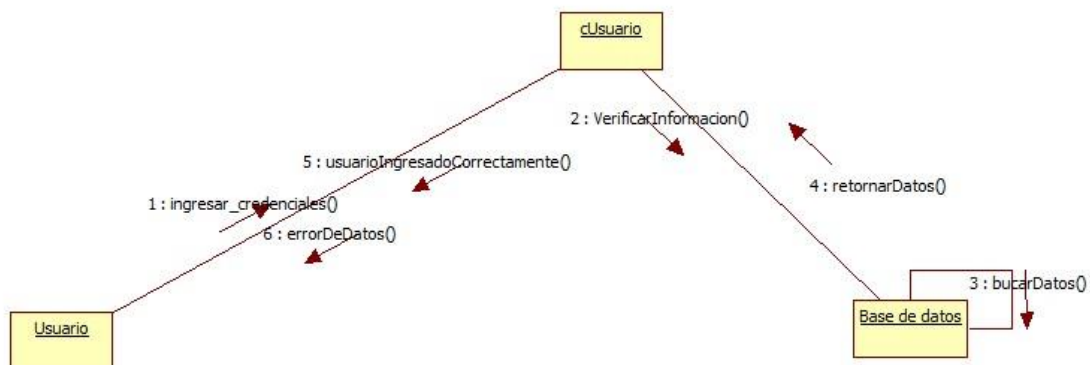 cUsuario
2 : VerificarInformacion()
5 : usuarioIngresadoCorrectamente()
4 : retornarDatos()
1 : ingresar_credenciales()
6 : errorDeDatos()
3 : bucarDatos()
Usuario
Base de datos